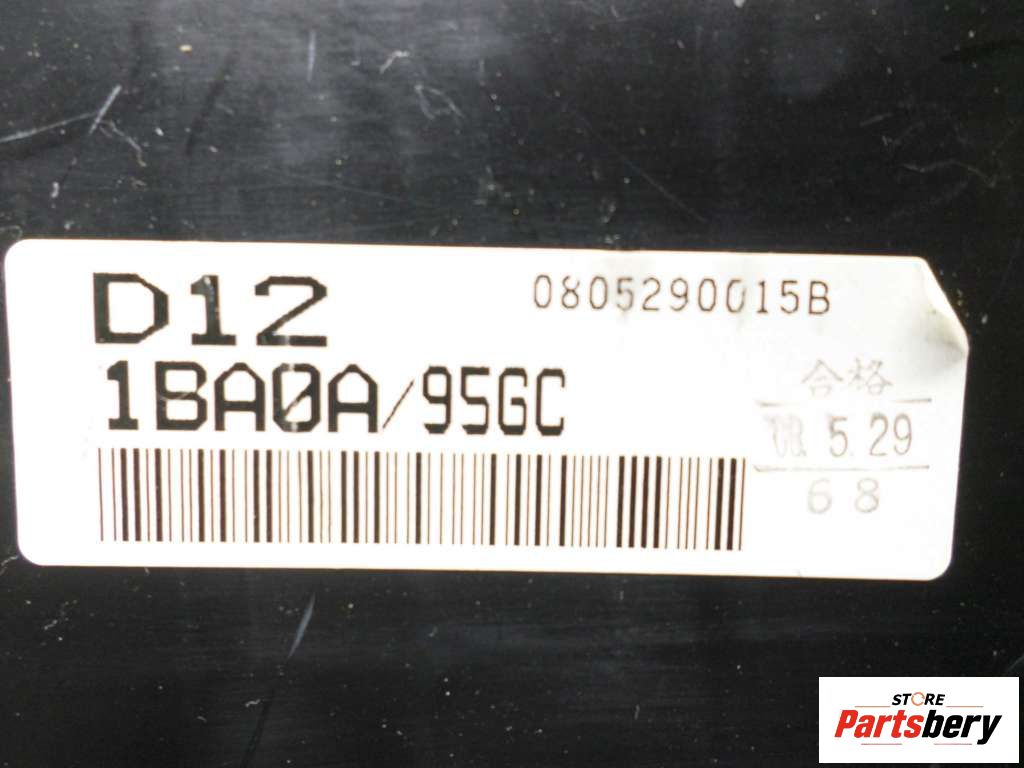 D12
0805290015B
1BA0A/95GC
合格
5.29
68
STORE
Partsbery